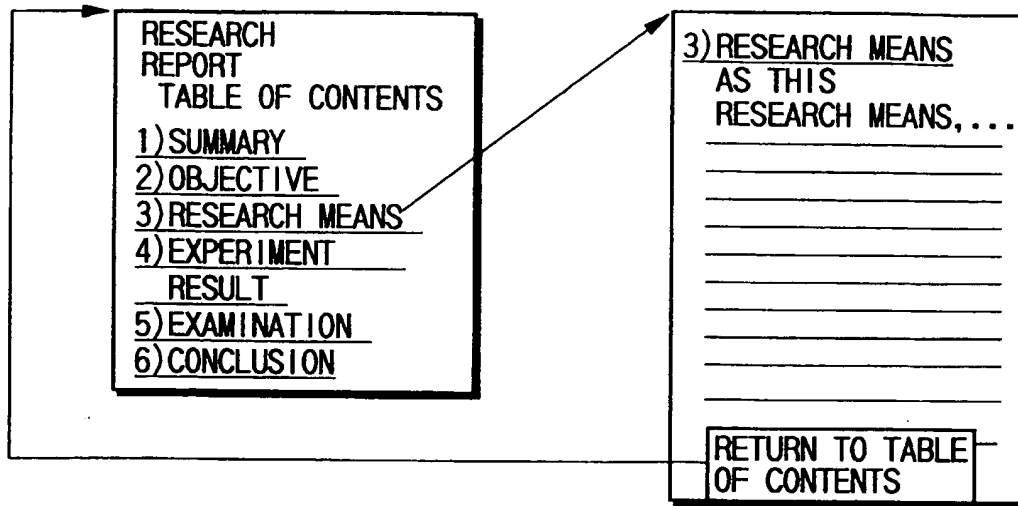 RESEARCH
REPORT
TABLE OF CONTENTS
1)SUMMARY
2)OBJECTIVE
3)RESEARCH MEANS
4)EXPERIMENT
RESULT
5)EXAMINATION
6)CONCLUSION
3)RESEARCH MEANS
AS THIS
RESEARCH MEANS,....
RETURN TO TABLE
OF CONTENTS